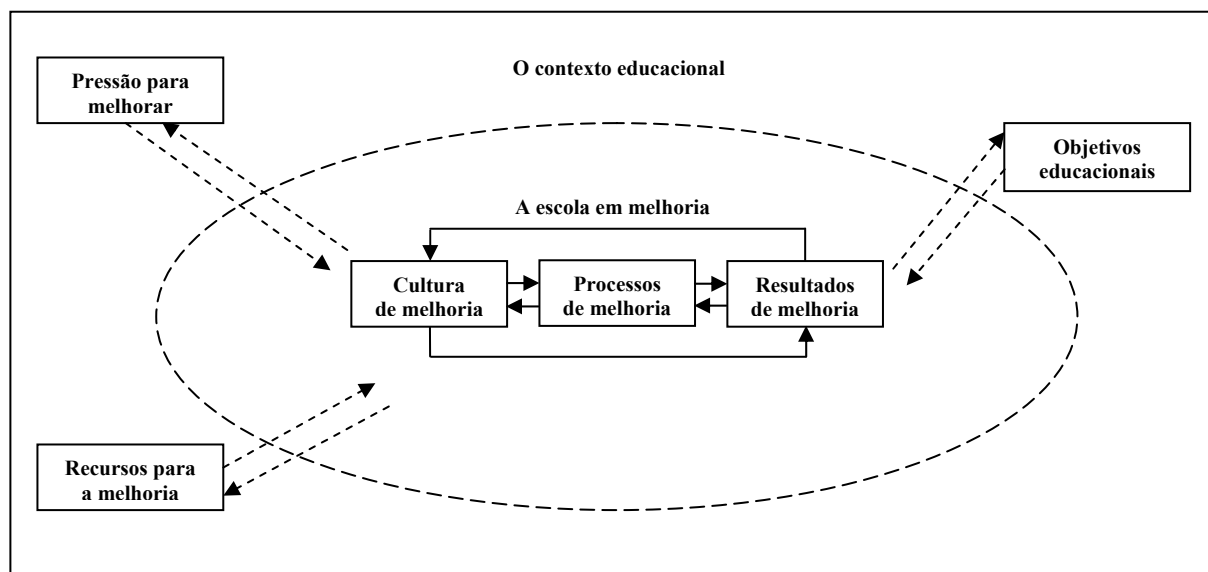 O contexto educacional
Pressão para
melhorar
Objetivos
educacionais
A escola em melhoria
Cultura
de melhoria
Processos
de melhoria
Resultados
de melhoria
Recursos para
a melhoria